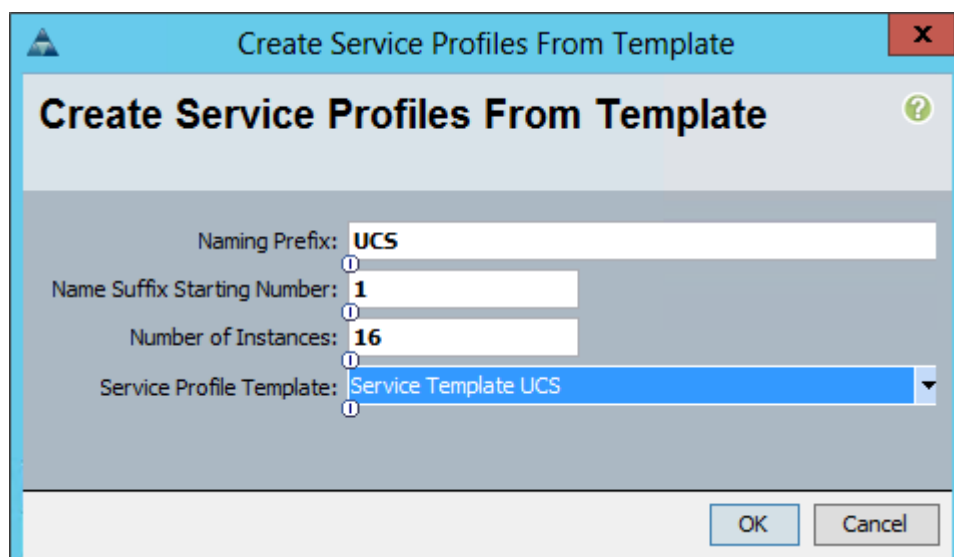 Create Service Profiles From Template
x
Create Service Profiles From Template
?
Naming Prefix: UCS
Name Suffix Starting Number: 1
Number of Instances: 16
Service Profile Template: Service Template UCS
OK Cancel